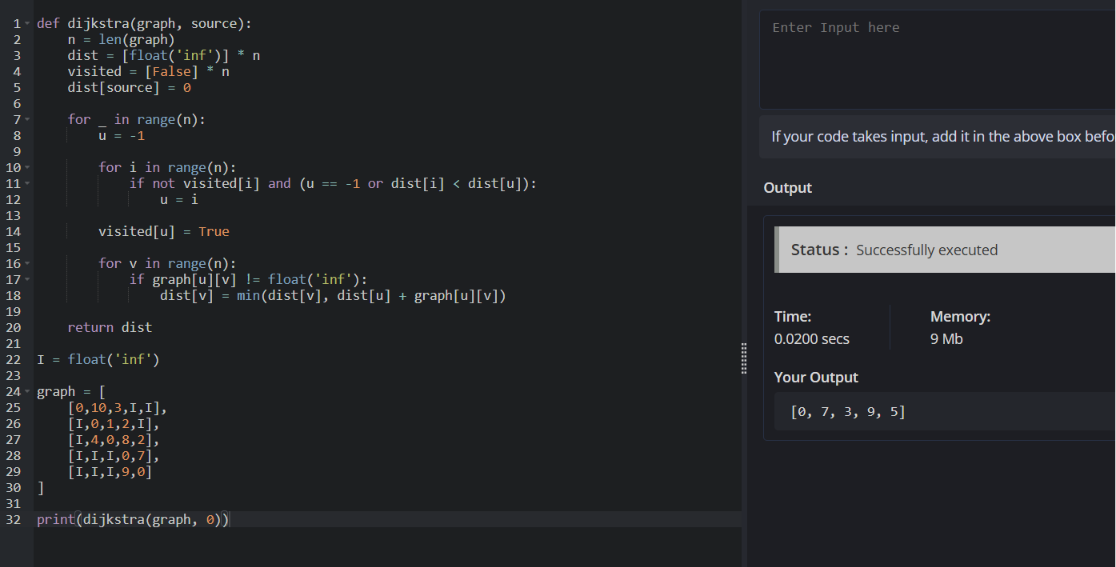 1 def dijkstra(graph, source):
2     n = len(graph)
3     dist = [float('inf')] * n
4     visited = [False] * n
5     dist[source] = 0
6
7     for _ in range(n):
8         u = -1
9
10         for i in range(n):
11             if not visited[i] and (u == -1 or dist[i] < dist[u]):
12                 u = i
13
14         visited[u] = True
15
16         for v in range(n):
17             if graph[u][v] != float('inf'):
18                 dist[v] = min(dist[v], dist[u] + graph[u][v])
19
20     return dist
21
22 I = float('inf')
23
24 graph = [
25     [0,10,3,I,I],
26     [I,0,1,2,I],
27     [I,4,0,8,2],
28     [I,I,I,0,7],
29     [I,I,I,9,0]
30 ]
31
32 print(dijkstra(graph, 0))
Enter Input here
If your code takes input, add it in the above box befo
Output
Status : Successfully executed
Time: Memory:
0.0200 secs 9 Mb
Your Output
[0, 7, 3, 9, 5]